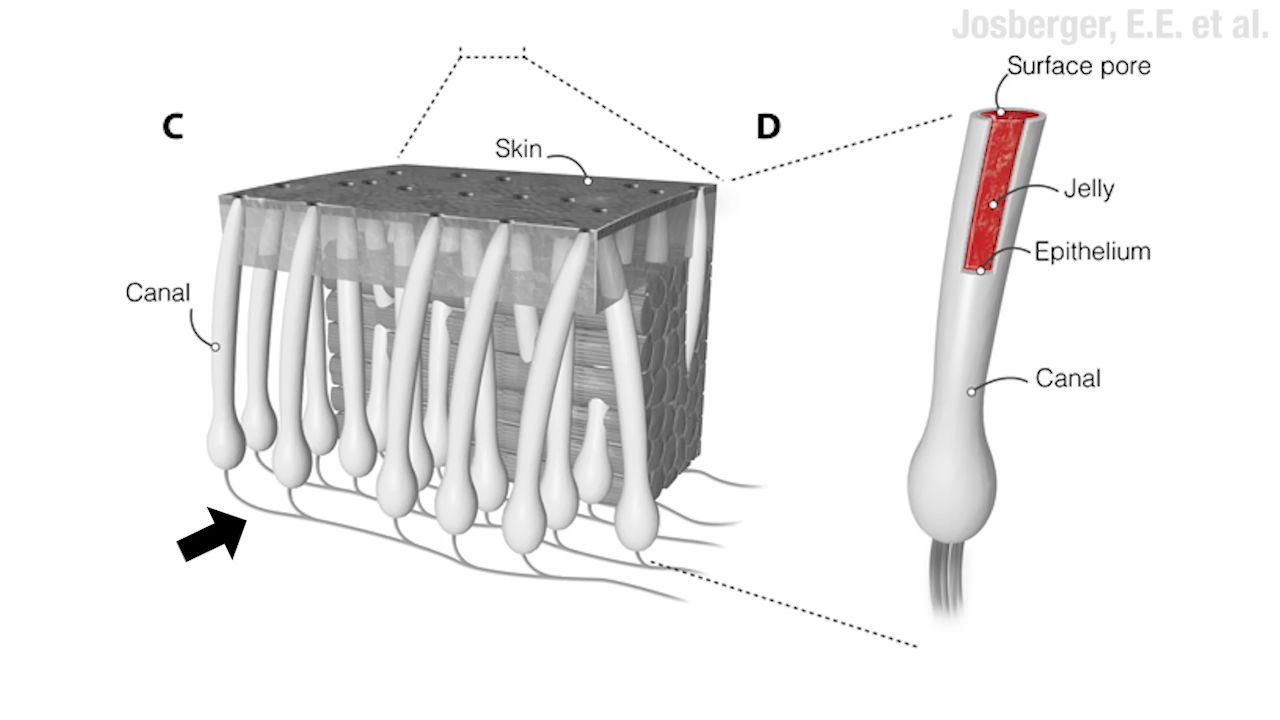 Josberger, E.E. et al.
C
Skin
Canal
D
Surface pore
Jelly
Epithelium
Canal